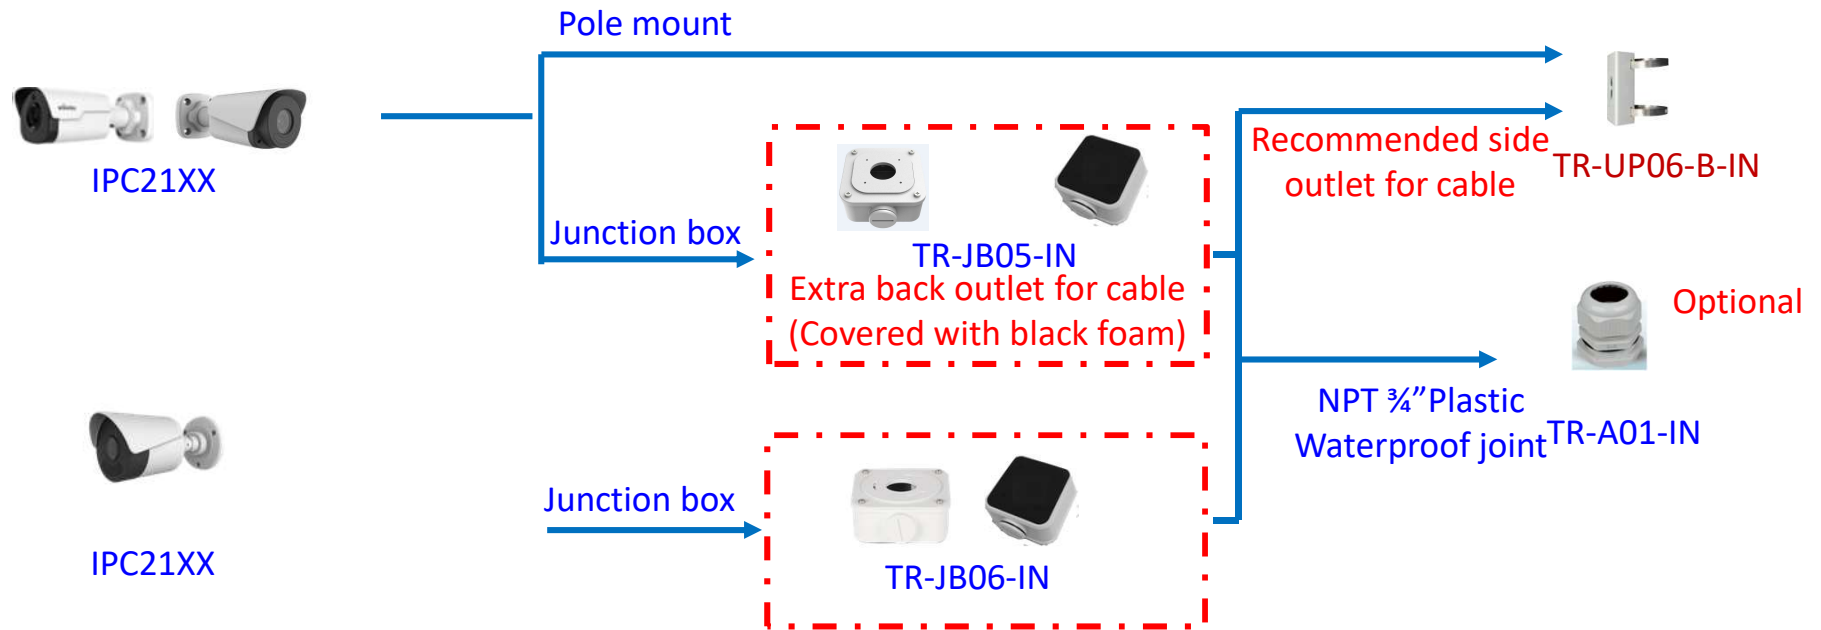 Pole mount
IPC21XX
Junction box
TR-JB05-IN
Extra back outlet for cable
(Covered with black foam)
Recommended side
outlet for cable
TR-UP06-B-IN
Optional
NPT ¾”Plastic
Waterproof joint
TR-A01-IN
IPC21XX
Junction box
TR-JB06-IN